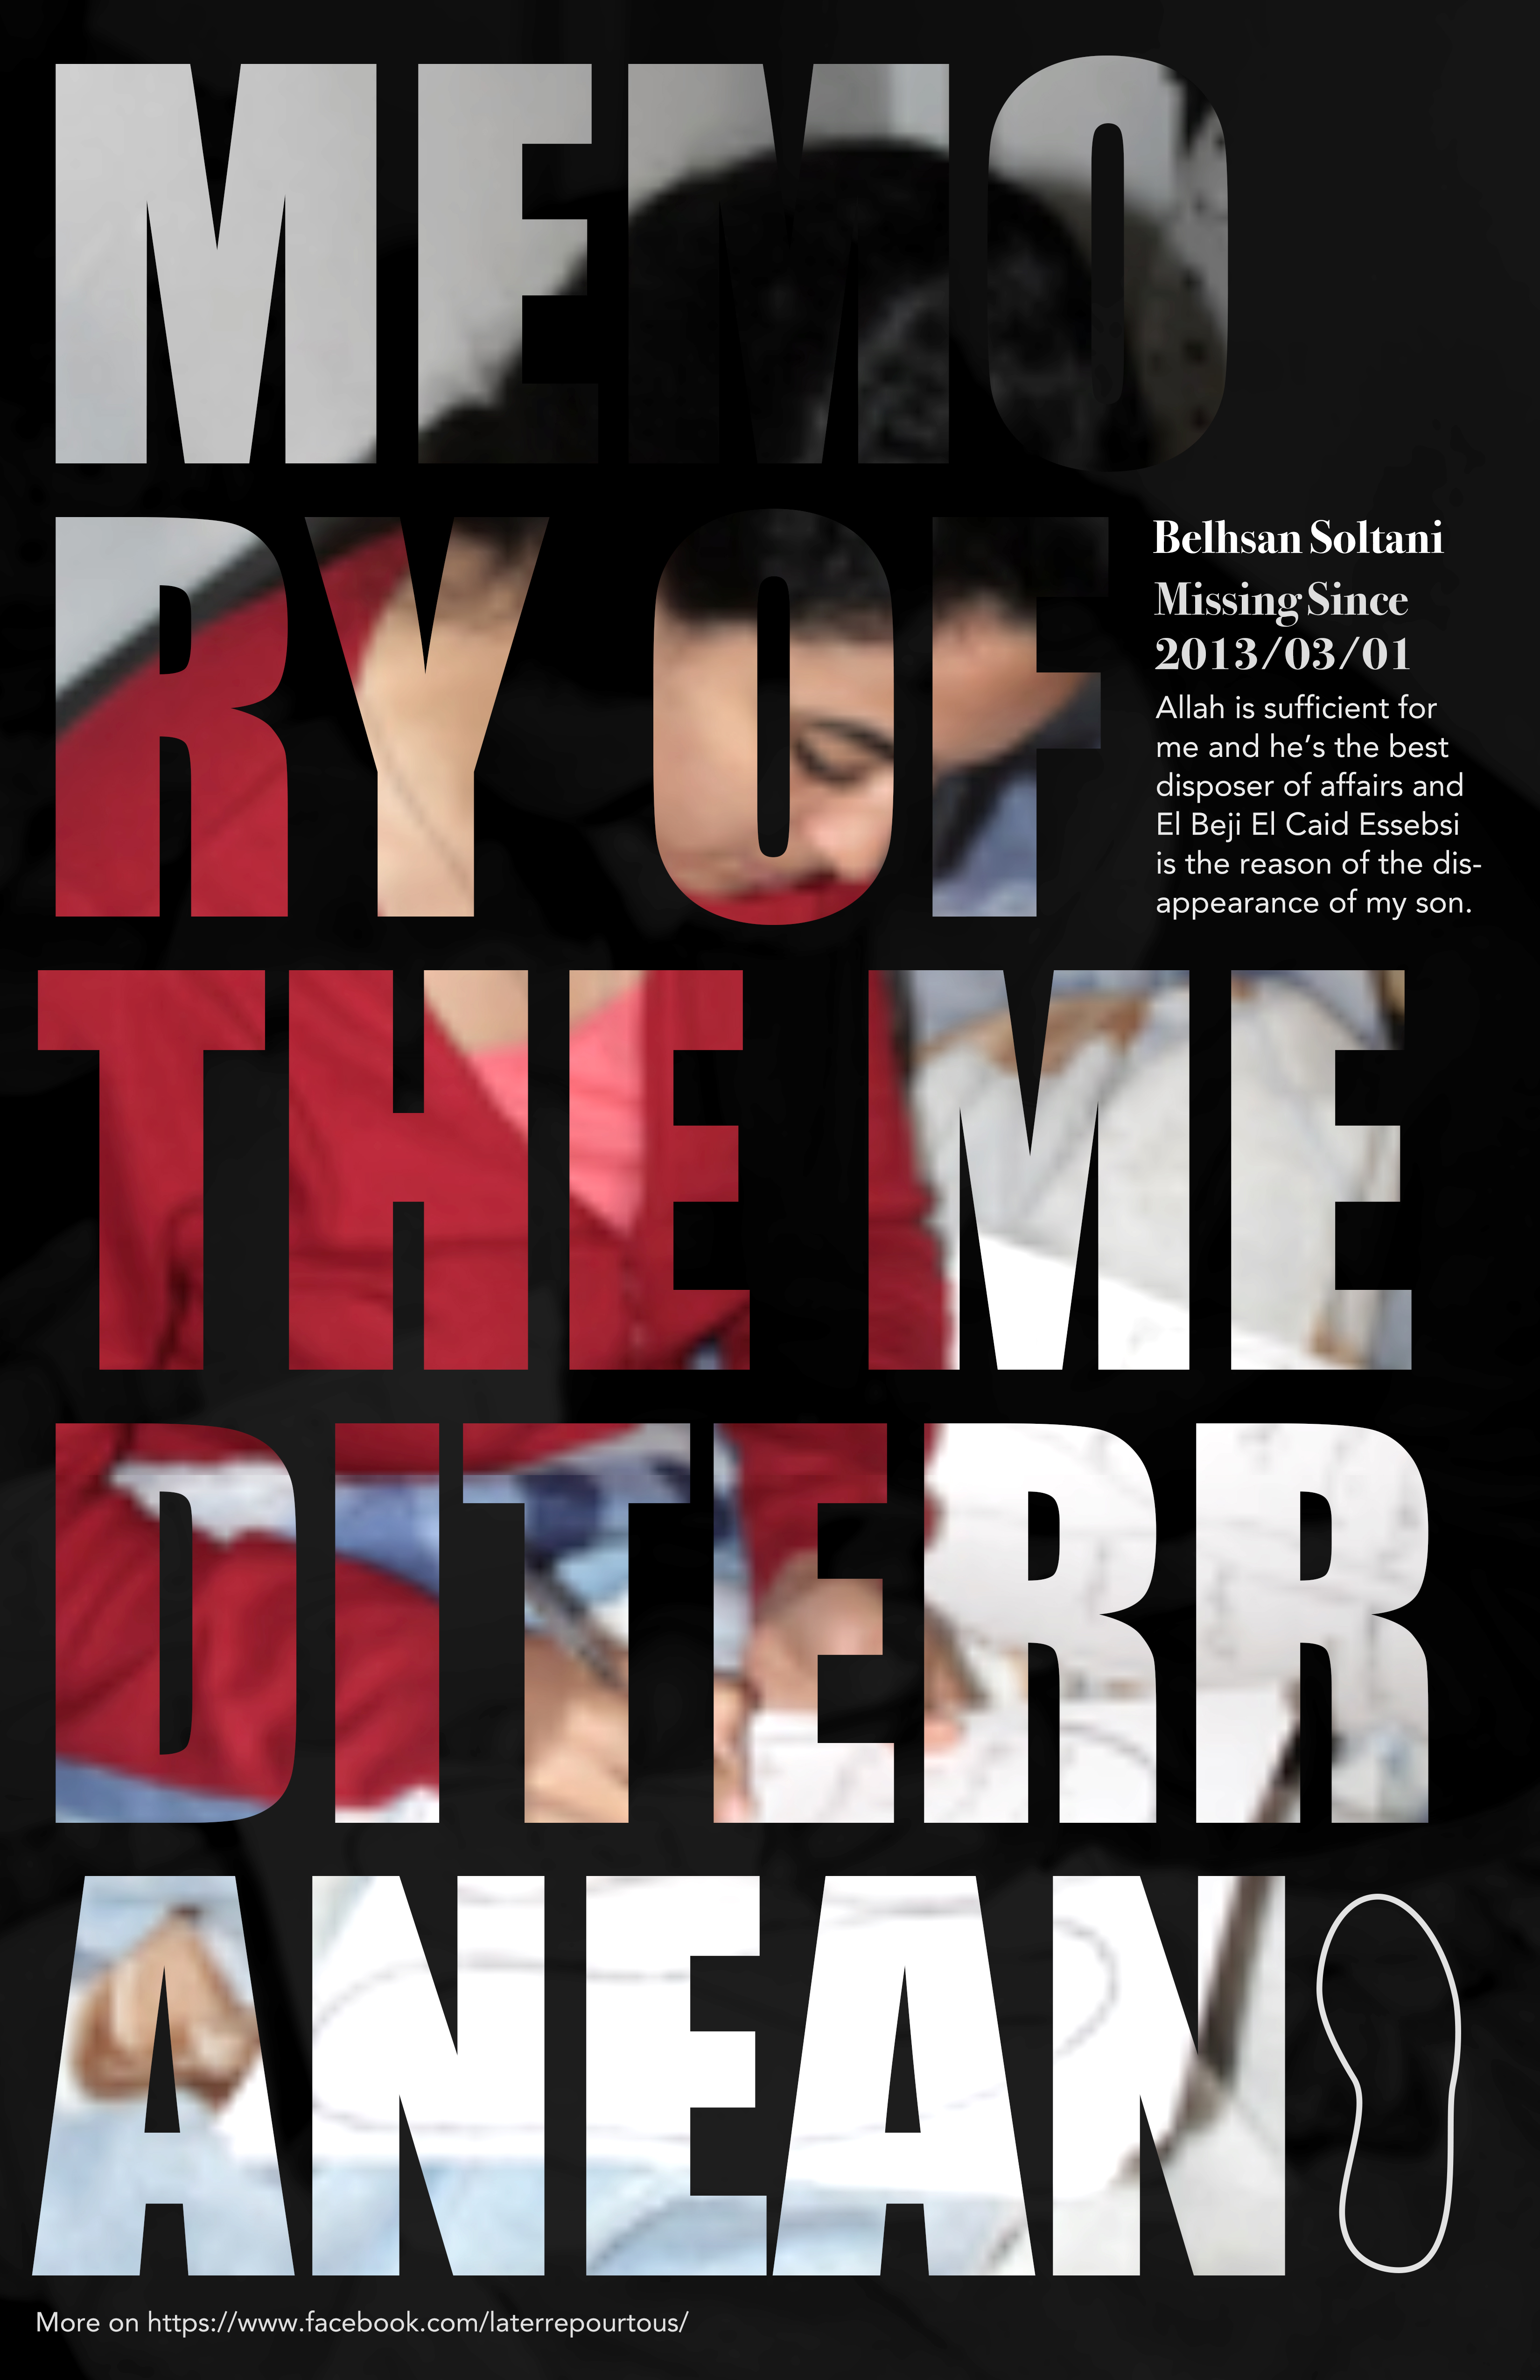 MEMO
RY OF
Belhsan Soltani
Missing Since
2013/03/01
Allah is sufficient for
me and he’s the best
disposer of affairs and
El Beji El Caid Essebsi
is the reason of the dis-
appearance of my son.
THE ME
DITERR
ANEAN
More on https://www.facebook.com/laterrepourtous/